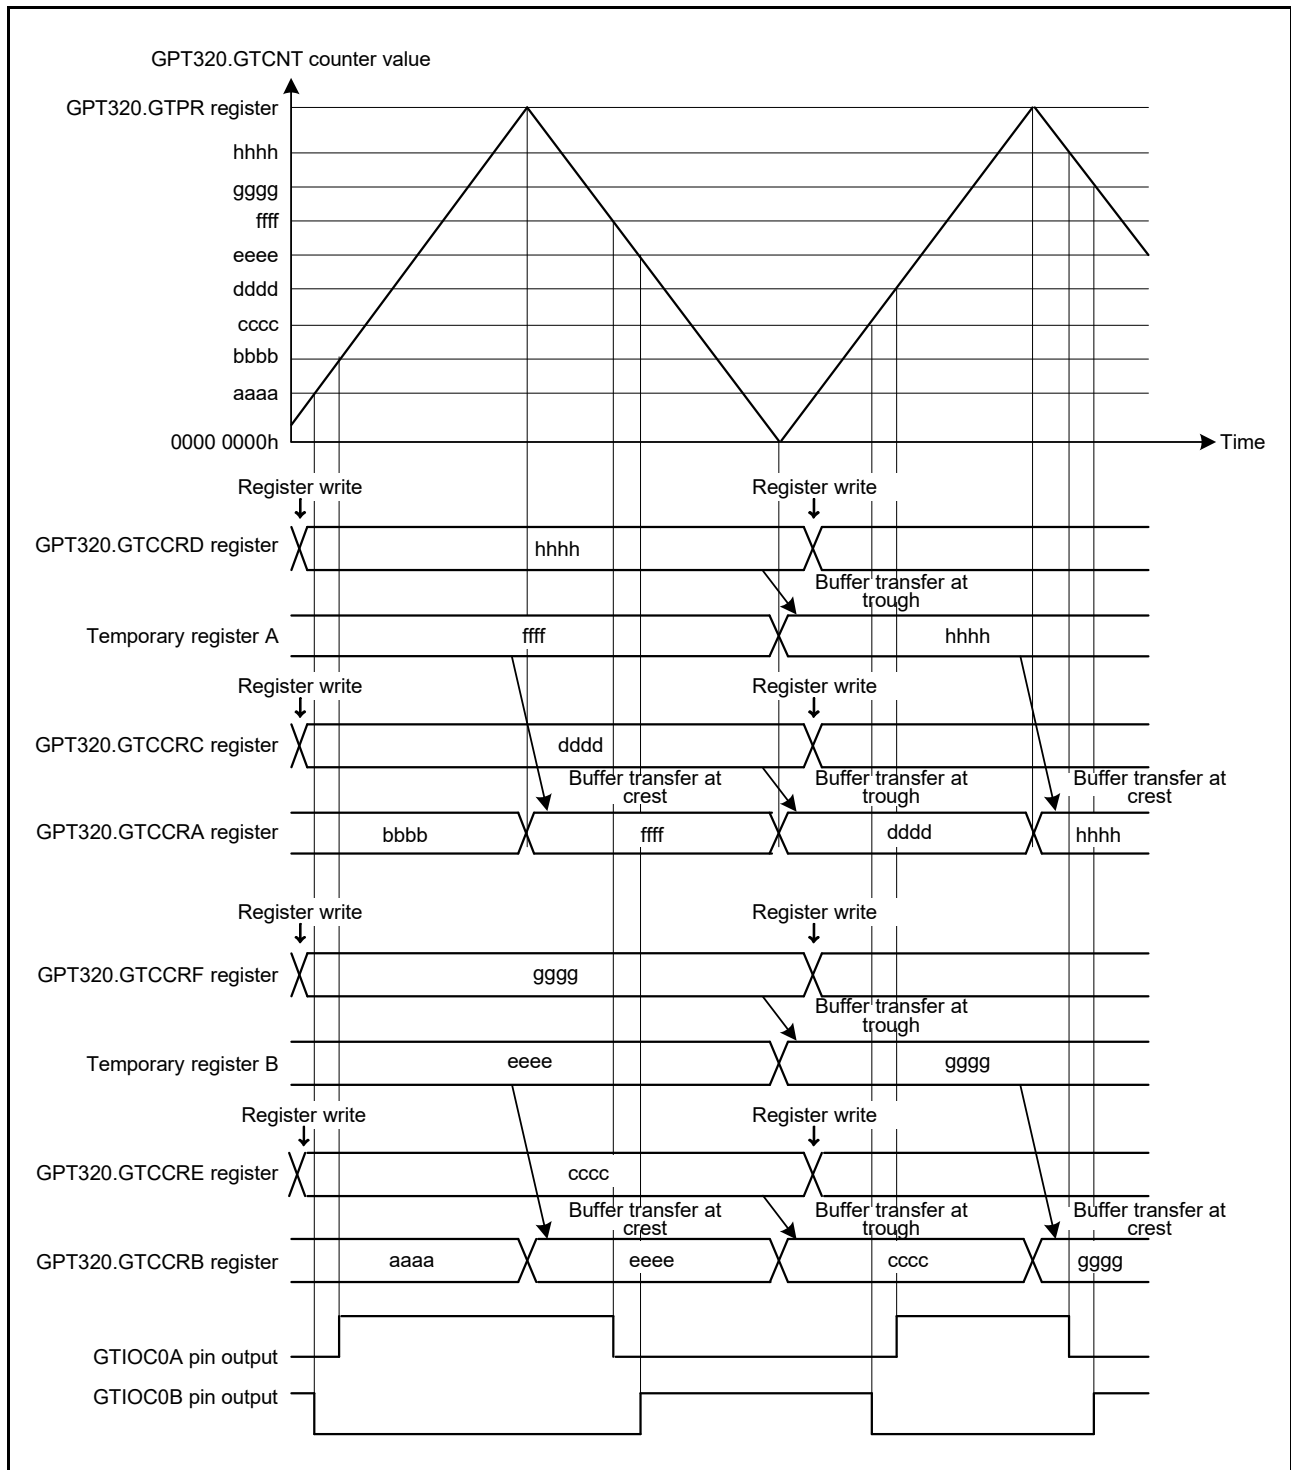 GPT320.GTCNT counter value
GPT320.GTPR register
hhhh
gggg
ffff
eeee
dddd
cccc
bbbb
aaaa
0000 0000h
Time
Register write
Register write
GPT320.GTCCRD register
hhhh
Buffer transfer at
trough
Temporary register A
ffff
hhhh
Register write
Register write
GPT320.GTCCRC register
dddd
Buffer transfer at
crest
Buffer transfer at
trough
Buffer transfer at
crest
GPT320.GTCCRA register
bbbb
ffff
dddd
hhhh
Register write
Register write
GPT320.GTCCRF register
gggg
Buffer transfer at
trough
Temporary register B
eeee
gggg
Register write
Register write
GPT320.GTCCRE register
cccc
Buffer transfer at
crest
Buffer transfer at
trough
Buffer transfer at
crest
GPT320.GTCCRB register
aaaa
eeee
cccc
gggg
GTIOC0A pin output
GTIOC0B pin output